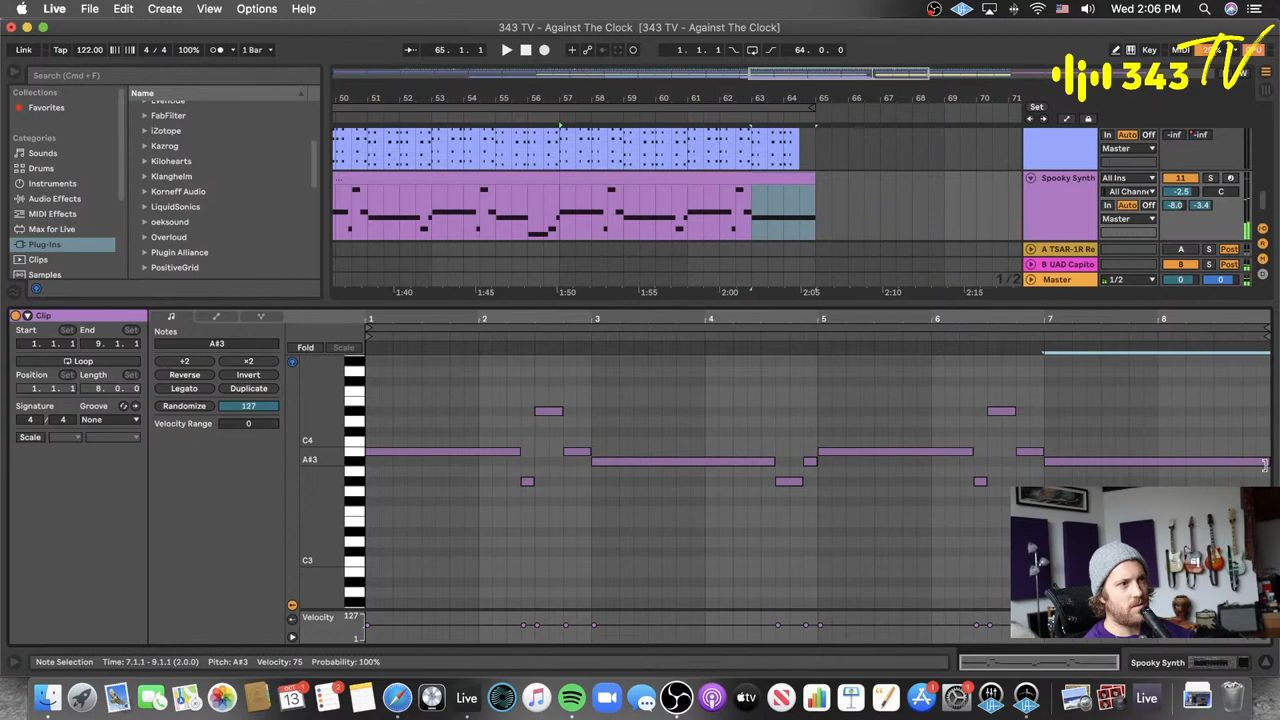 Live File Edit Create View Options Help Wed 2:06 PM
343 TV - Against The Clock [343 TV - Against The Clock]
343 TV
Link Tap 122.00 4 / 4 100% 1 Bar 65. 1. 1 1. 1. 1 64. 0. 0 Key MIDI
Search (Cmd + F)
Collections
Favorites
Categories
Sounds
Drums
Instruments
Audio Effects
MIDI Effects
Max for Live
Plug-Ins
Clips
Samples
Name
Eventide
FabFilter
iZotope
Kazrog
Kilohearts
Klanghelm
Korneff Audio
LiquidSonics
oeksound
Overloud
Plugin Alliance
PositiveGrid
50 51 52 53 54 55 56 57 58 59 60 61 62 63 64 65 66 67 68 69 70 71
Set
In Auto Off -inf -inf
Master
Spooky Synth All Ins 11 S
All Channe -2.5 C
In Auto Off -8.0 -3.4
Master
A TSAR-1R Re A S Post
B UAD Capito B S Post
1/2 Master 1/2 0 0
1:40 1:45 1:50 1:55 2:00 2:05 2:10 2:15
Clip
Start Set End Set
1. 1. 1 9. 1. 1
Loop
Position Set Length Set
1. 1. 1 8. 0. 0
Signature Groove
4 / 4 None
Scale
Notes
A#3
÷2 ×2
Reverse Invert
Legato Duplicate
Randomize 127
Velocity Range 0
1 2 3 4 5 6 7 8
Fold Scale
C4
A#3
C3
Velocity 127
1
Note Selection Time: 7.1.1 - 9.1.1 (2.0.0) Pitch: A#3 Velocity: 75 Probability: 100%
Spooky Synth
OCT
13
Live
tv
Live